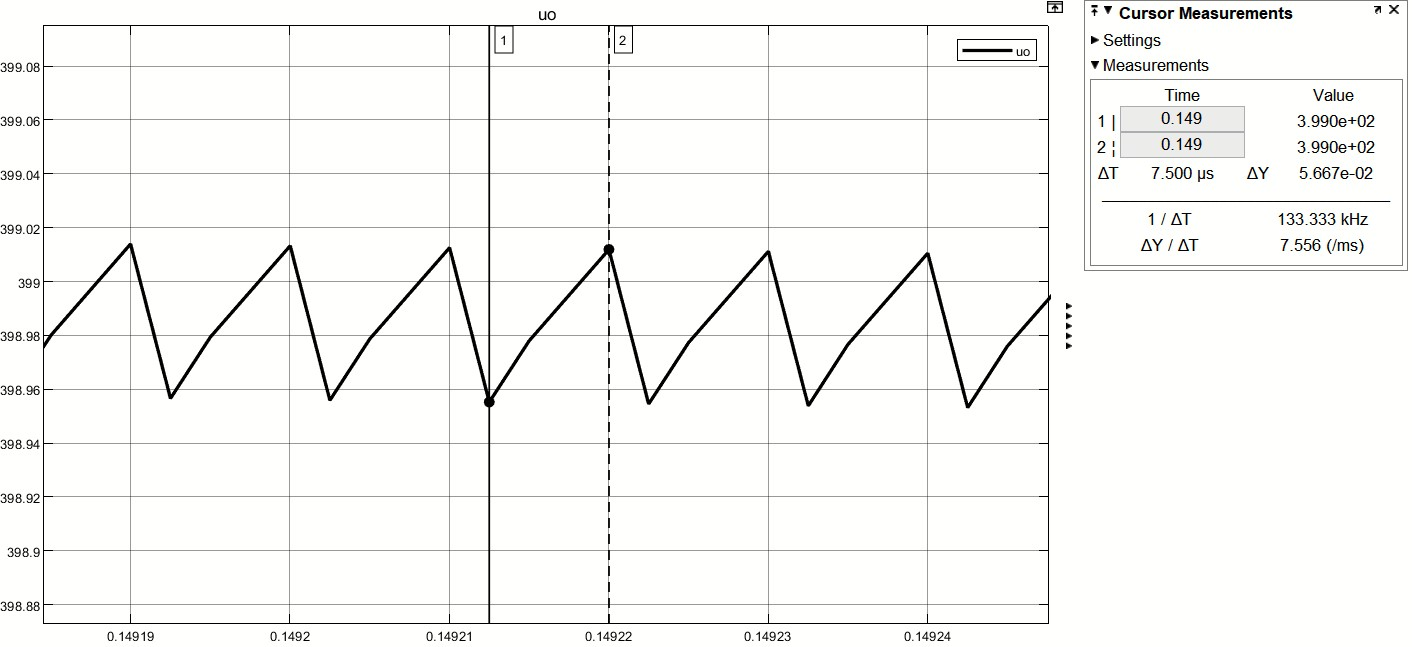 uo
1
2
uo
399.08
399.06
399.04
399.02
399
398.98
398.96
398.94
398.92
398.9
398.88
0.14919
0.1492
0.14921
0.14922
0.14923
0.14924
Cursor Measurements
Settings
Measurements
Time Value
1 | 0.149 3.990e+02
2 ¦ 0.149 3.990e+02
ΔT 7.500 µs ΔY 5.667e-02
1 / ΔT 133.333 kHz
ΔY / ΔT 7.556 (/ms)